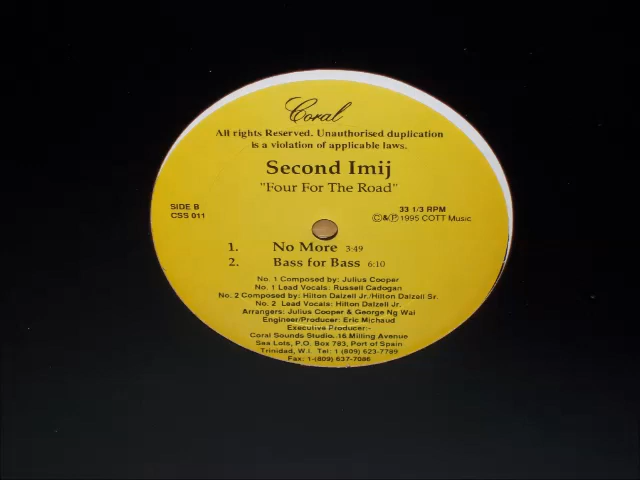 Coral
All rights Reserved. Unauthorised duplication
is a violation of applicable laws.
Second Imij
"Four For The Road"
SIDE B
CSS 011
33 1/3 RPM
©&℗ 1995 COTT Music
1. No More 3:49
2. Bass for Bass 6:10
No. 1 Composed by: Julius Cooper
No. 1 Lead Vocals: Russell Cadogan
No. 2 Composed by: Hilton Dalzell Jr./Hilton Dalzell Sr.
No. 2 Lead Vocals: Hilton Dalzell Jr.
Arrangers: Julius Cooper & George Ng Wai
Engineer/Producer: Eric Michaud
Executive Producer:-
Coral Sounds Studio. 16 Milling Avenue
Sea Lots, P.O. Box 783, Port of Spain
Trinidad, W.I. Tel: 1 (809) 623-7789
Fax: 1-(809) 637-7086